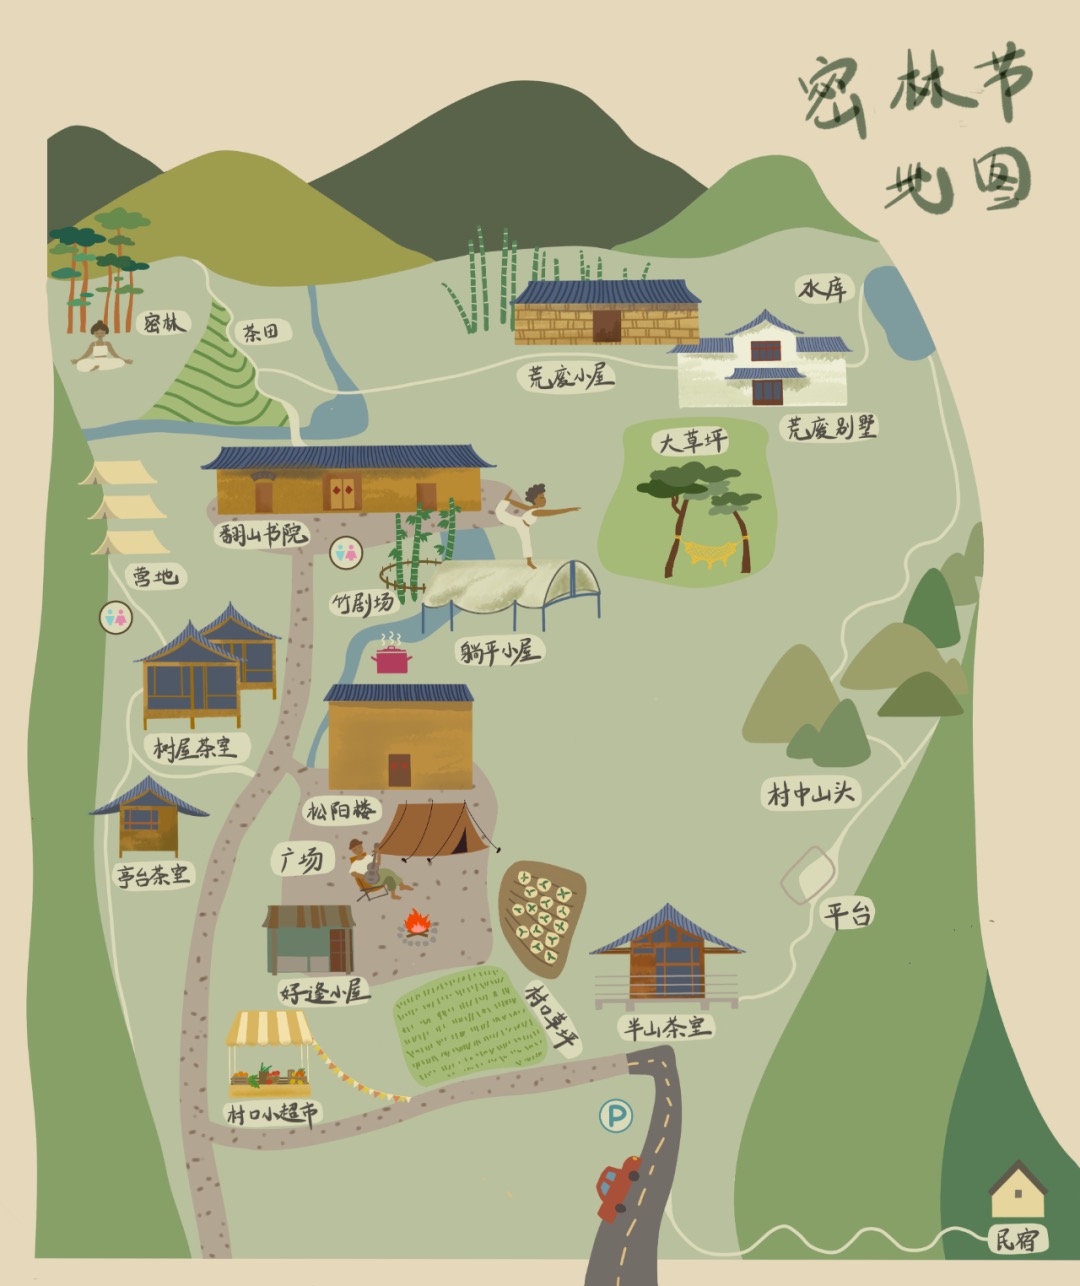 密林节
地图
水库
密林
茶田
荒废小屋
荒废别墅
大草坪
翻山书院
营地
竹剧场
躺平小屋
树屋茶室
村中山头
松阳楼
广场
亭台茶室
平台
好逢小屋
村口草坪
半山茶室
村口小超市
P
民宿